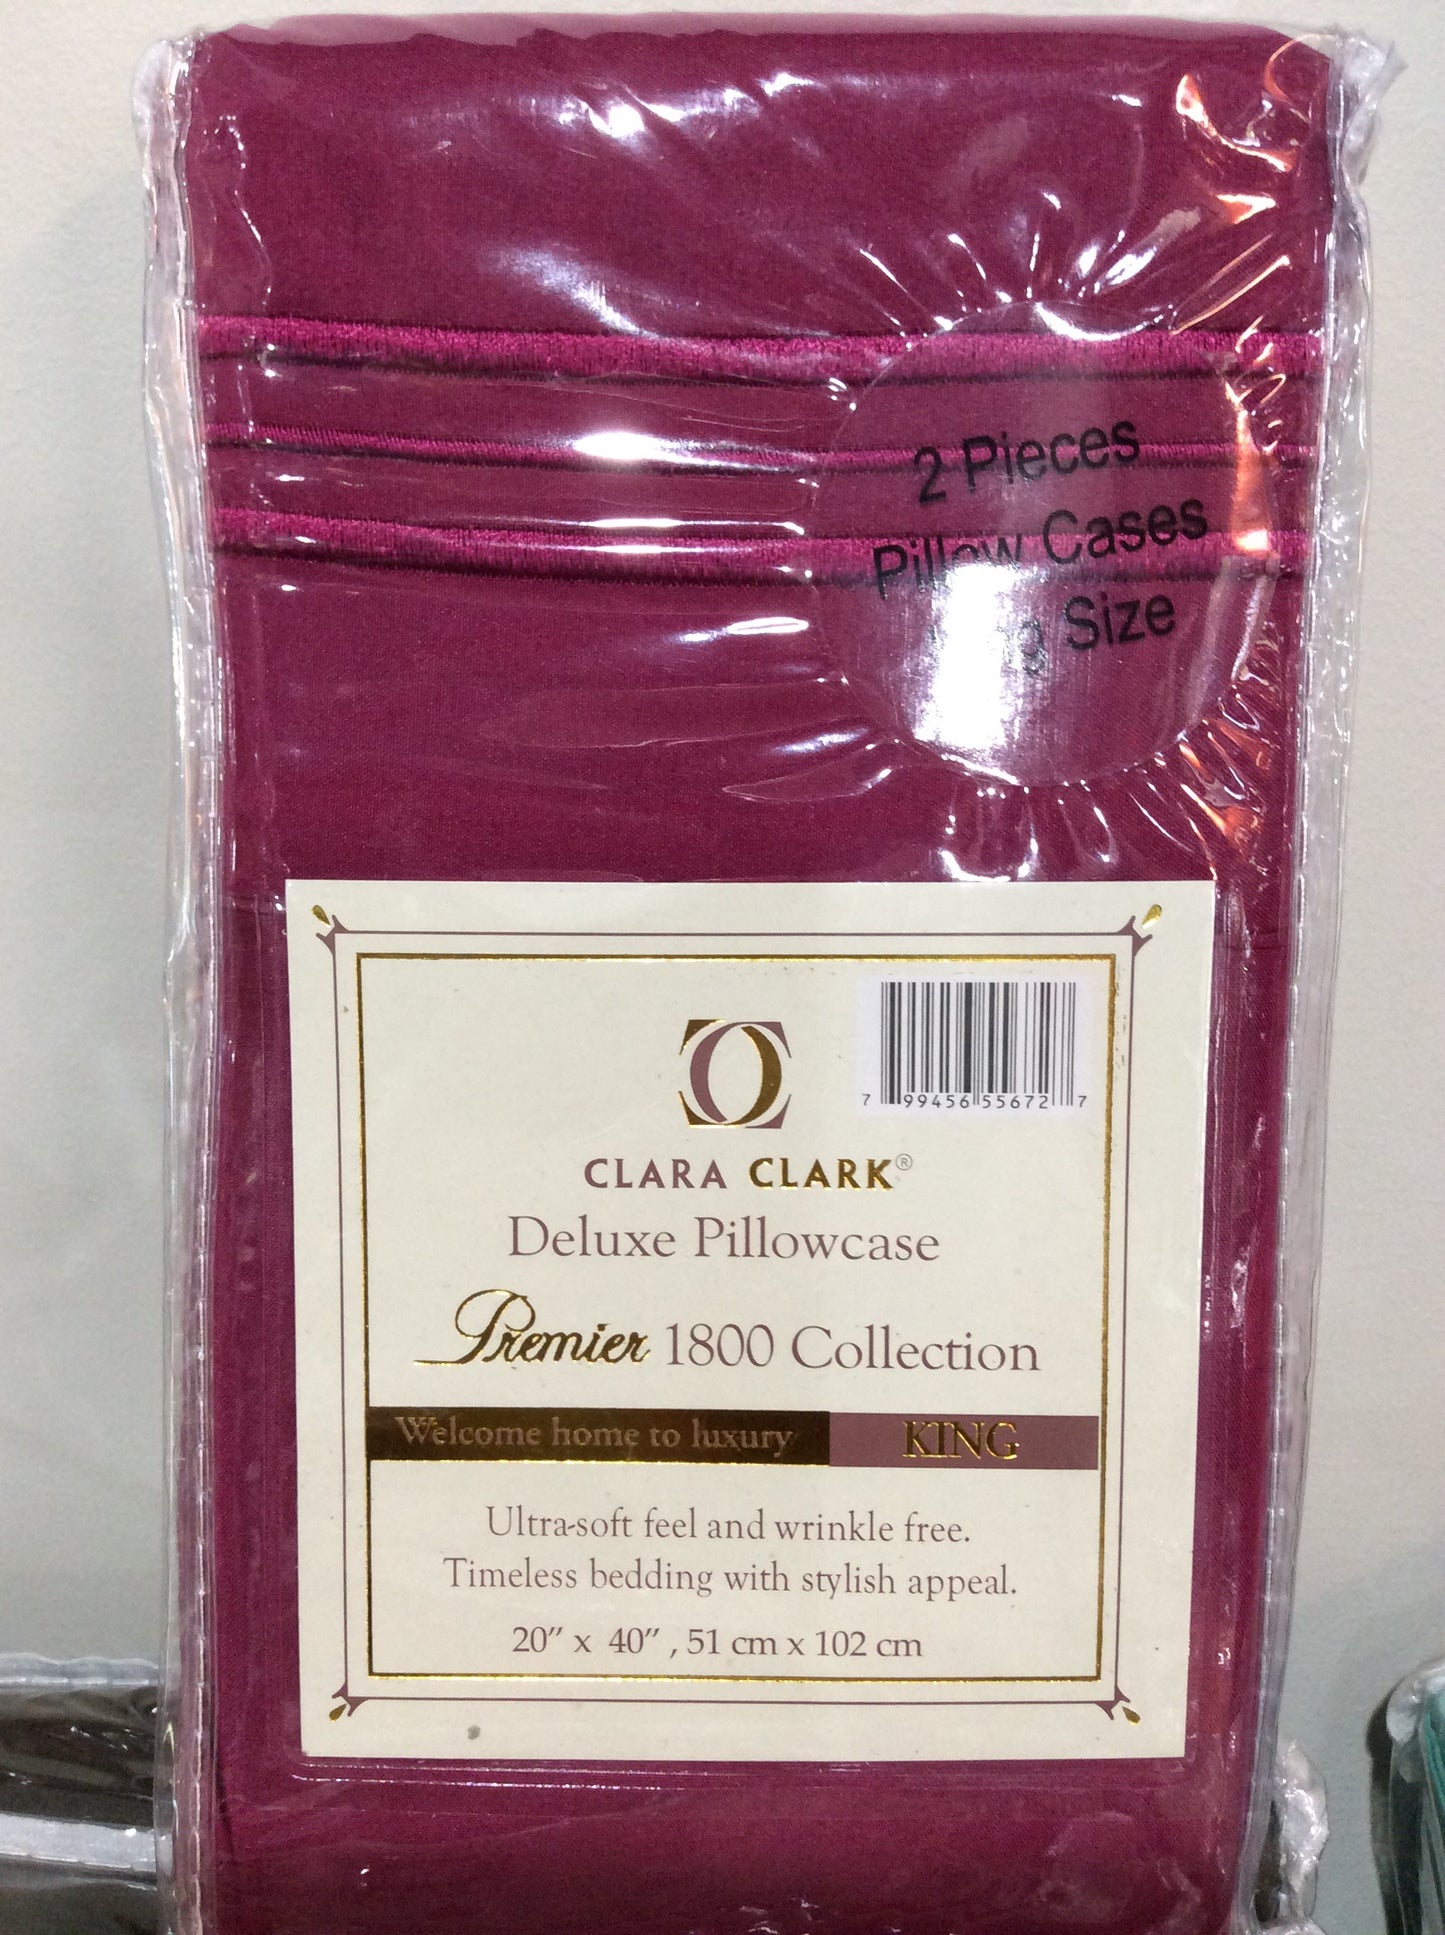 2 Pieces
Pillow Cases
Size
7 99456 55672 7
CLARA CLARK®
Deluxe Pillowcase
Premier 1800 Collection
Welcome home to luxury KING
Ultra-soft feel and wrinkle free.
Timeless bedding with stylish appeal.
20" x 40" , 51 cm x 102 cm